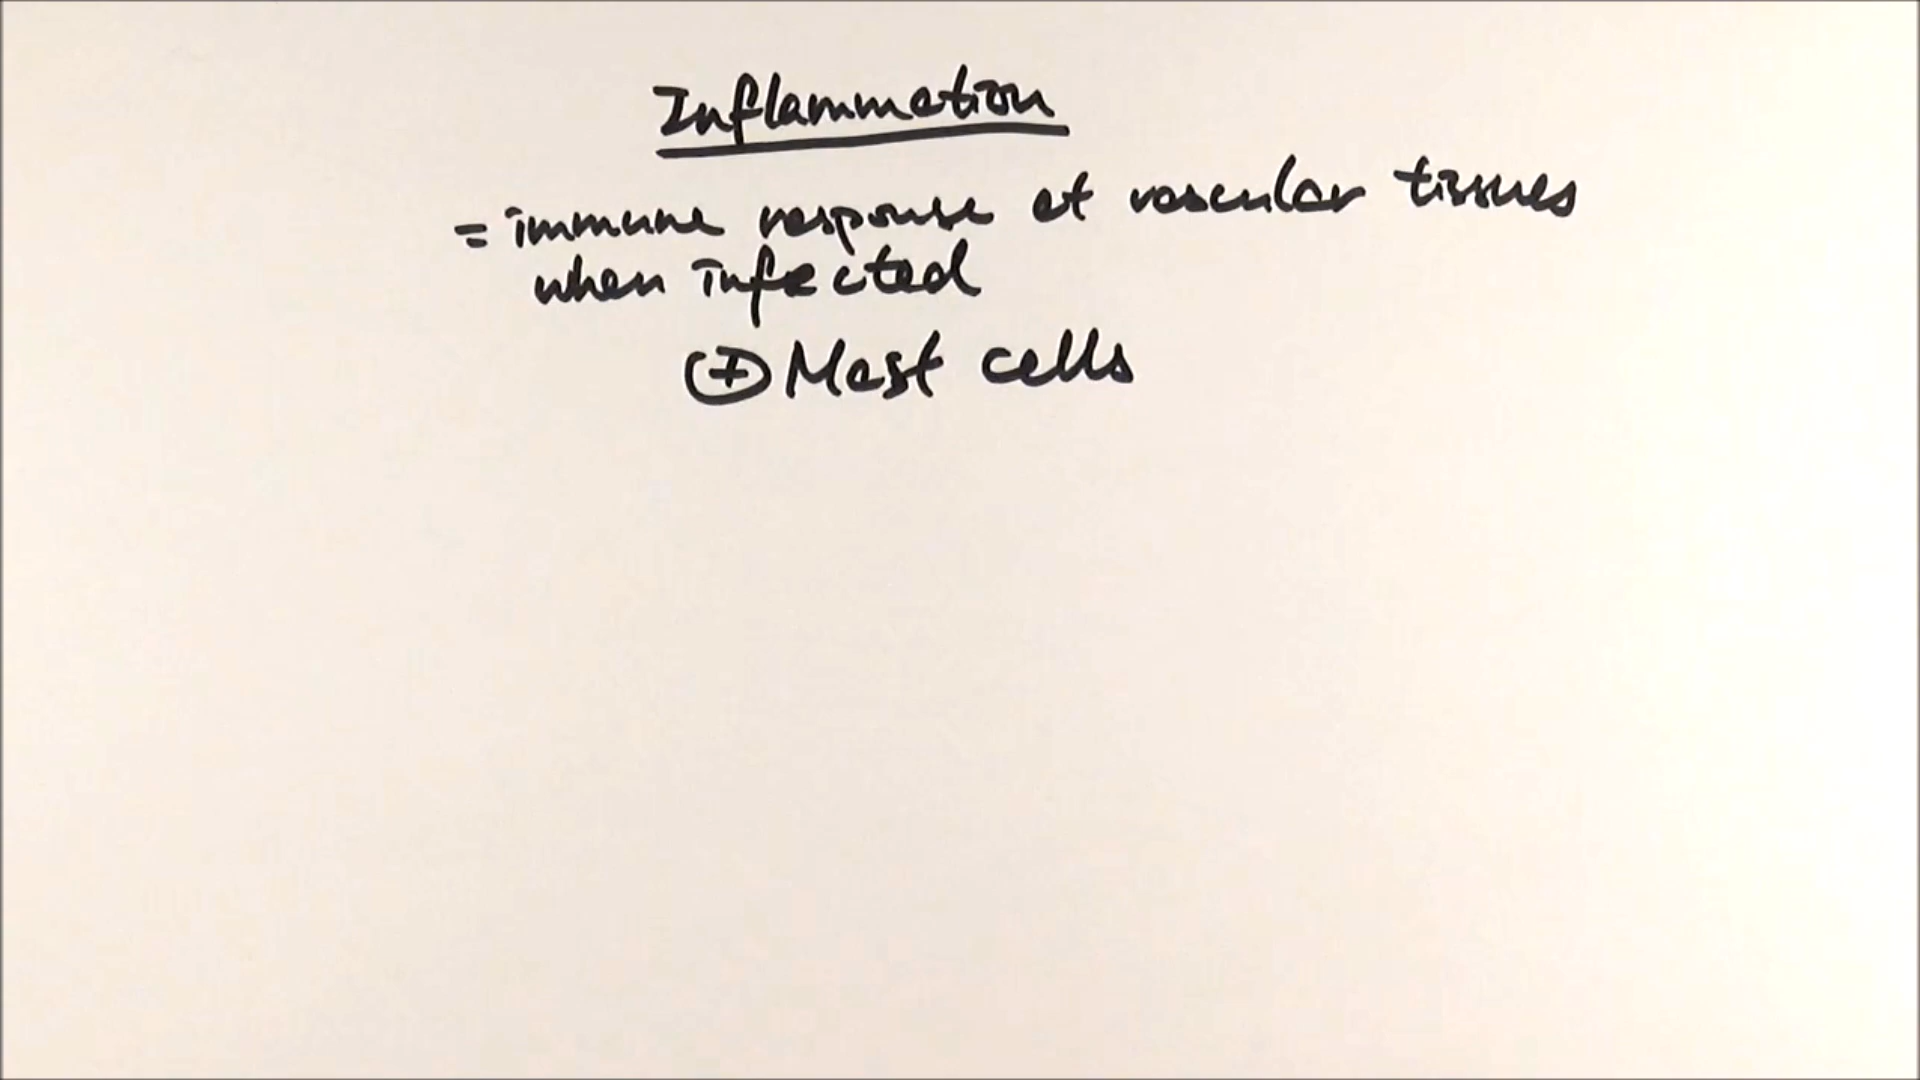 Inflammation
= immune response at vascular tissues
when infected
⊕ Mast cells